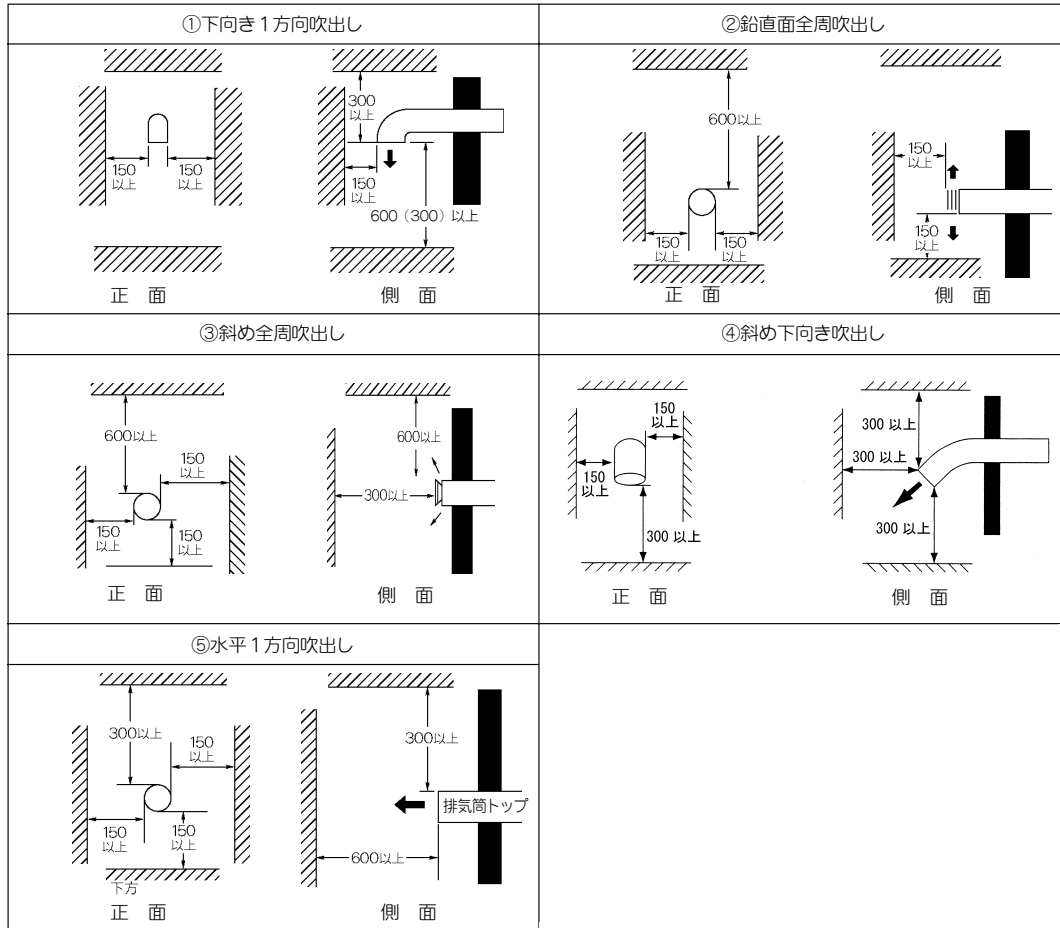 ①下向き1方向吹出し
150
以上
150
以上
正 面
300
以上
150
以上
600（300）以上
側 面
②鉛直面全周吹出し
600以上
150
以上
150
以上
正 面
150
以上
150
以上
側 面
③斜め全周吹出し
600以上
150
以上
150
以上
150
以上
正 面
600以上
300以上
側 面
④斜め下向き吹出し
150
以上
150
以上
300 以上
正 面
300 以上
300 以上
300 以上
側 面
⑤水平1方向吹出し
300以上
150
以上
150
以上
150
以上
下方
正 面
300以上
排気筒トップ
600以上
側 面